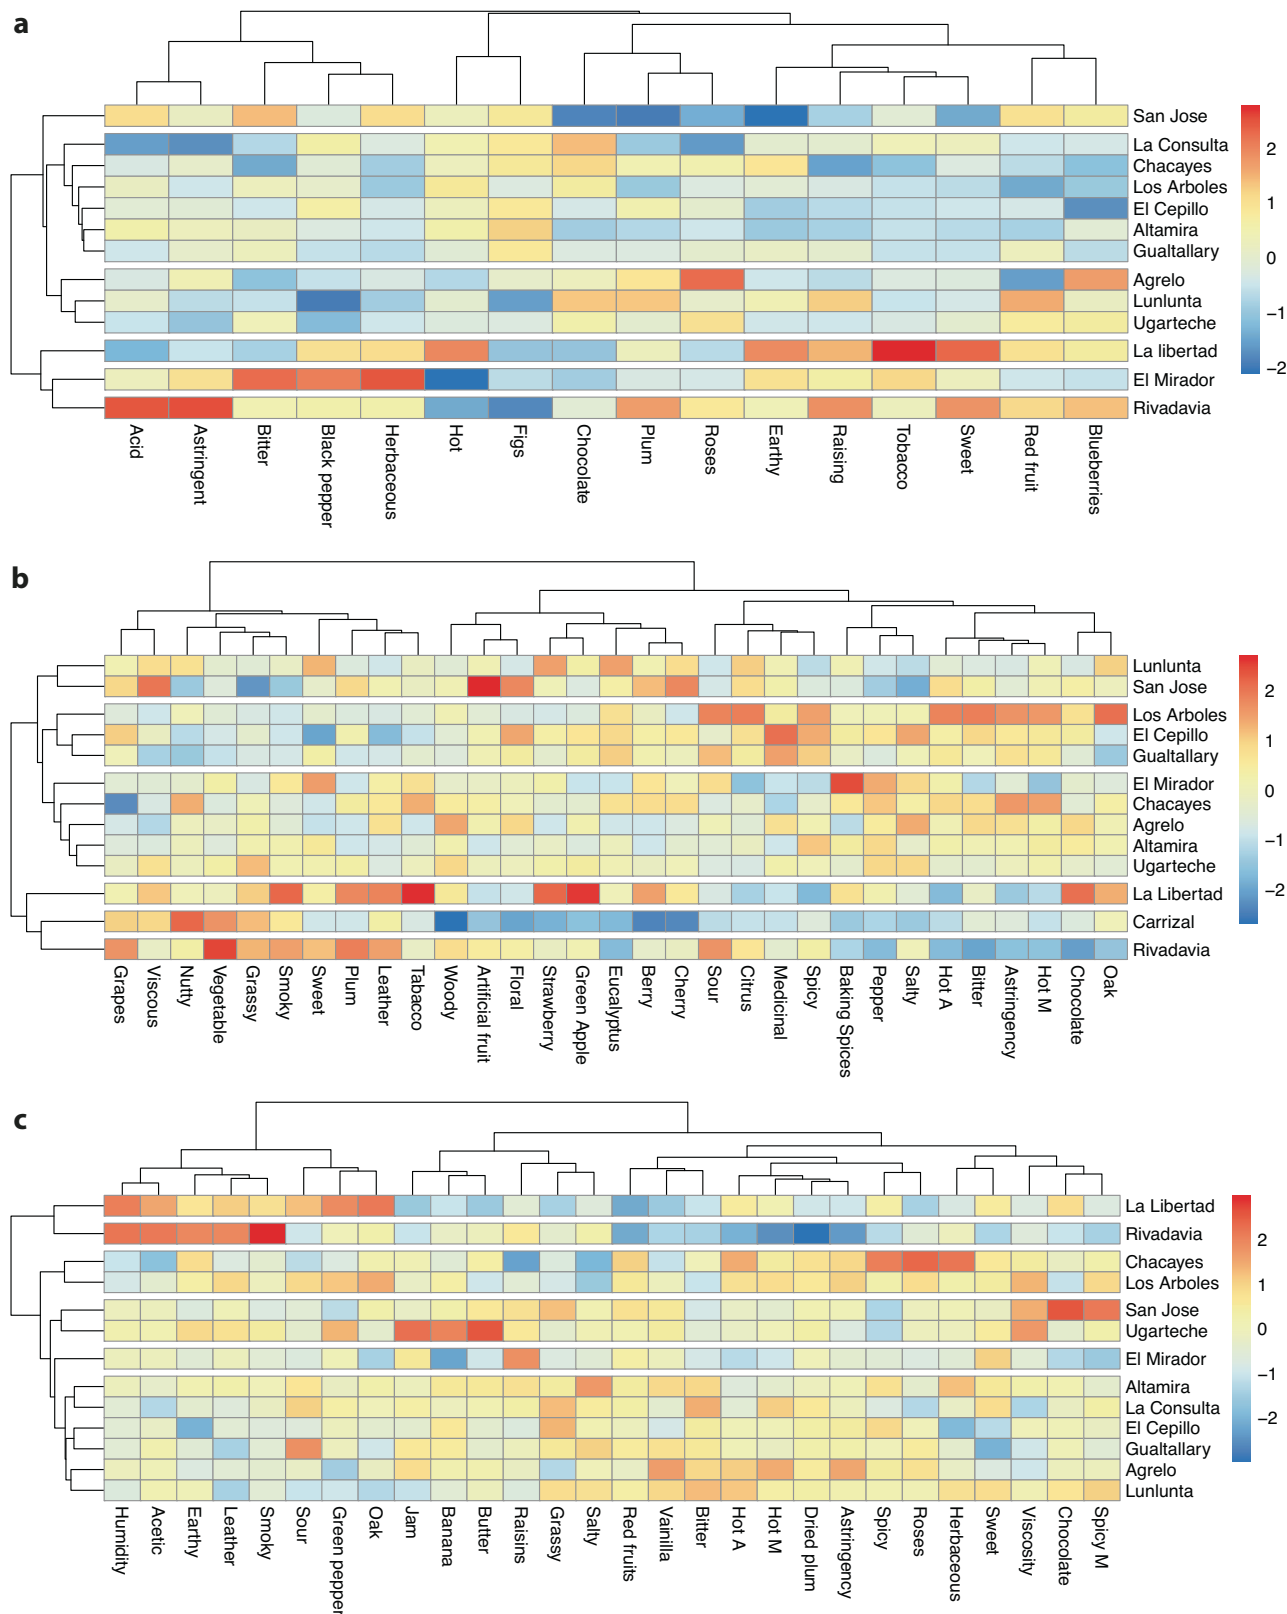 a
San Jose
La Consulta
Chacayes
Los Arboles
El Cepillo
Altamira
Gualtallary
Agrelo
Lunlunta
Ugarteche
La libertad
El Mirador
Rivadavia
2
1
0
−1
−2
Acid
Astringent
Bitter
Black pepper
Herbaceous
Hot
Figs
Chocolate
Plum
Roses
Earthy
Raising
Tobacco
Sweet
Red fruit
Blueberries
b
Lunlunta
San Jose
Los Arboles
El Cepillo
Gualtallary
El Mirador
Chacayes
Agrelo
Altamira
Ugarteche
La Libertad
Carrizal
Rivadavia
2
1
0
−1
−2
Grapes
Viscous
Nutty
Vegetable
Grassy
Smoky
Sweet
Plum
Leather
Tabacco
Woody
Artificial fruit
Floral
Strawberry
Green Apple
Eucalyptus
Berry
Cherry
Sour
Citrus
Medicinal
Spicy
Baking Spices
Pepper
Salty
Hot A
Bitter
Astringency
Hot M
Chocolate
Oak
c
La Libertad
Rivadavia
Chacayes
Los Arboles
San Jose
Ugarteche
El Mirador
Altamira
La Consulta
El Cepillo
Gualtallary
Agrelo
Lunlunta
2
1
0
−1
−2
Humidity
Acetic
Earthy
Leather
Smoky
Sour
Green pepper
Oak
Jam
Banana
Butter
Raisins
Grassy
Salty
Red fruits
Vainilla
Bitter
Hot A
Hot M
Dried plum
Astringency
Spicy
Roses
Herbaceous
Sweet
Viscosity
Chocolate
Spicy M